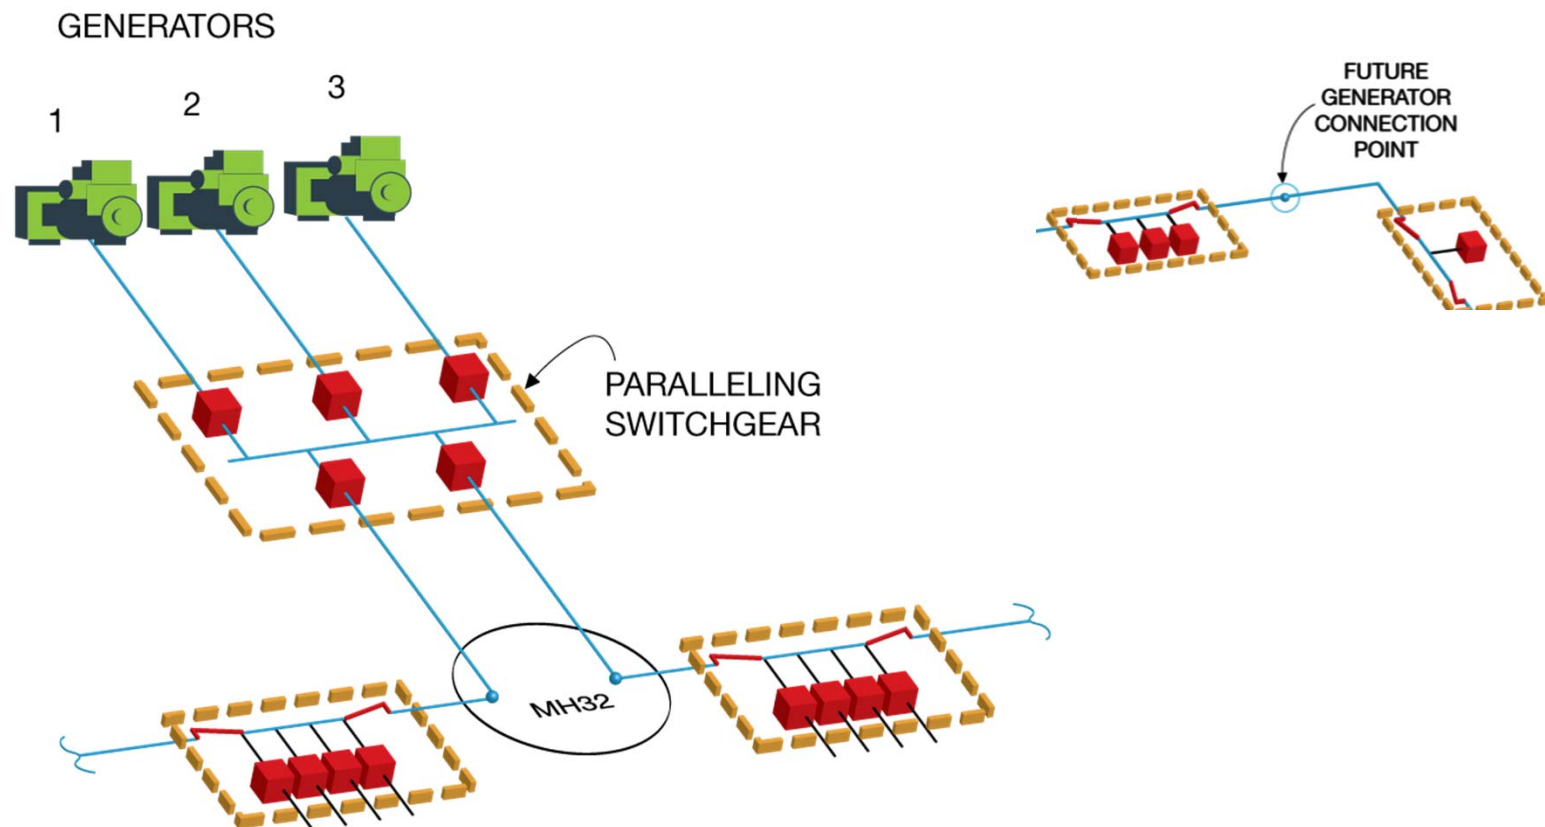 GENERATORS
1
2
3
FUTURE
GENERATOR
CONNECTION
POINT
PARALLELING
SWITCHGEAR
MH32